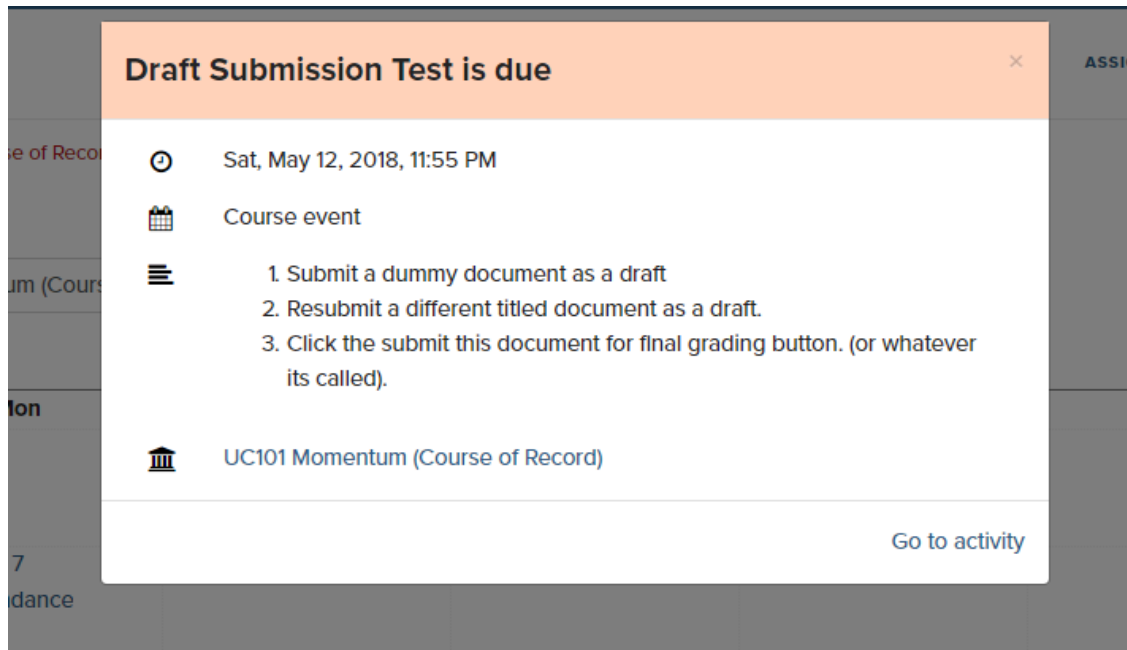 Draft Submission Test is due
×
Sat, May 12, 2018, 11:55 PM
Course event
1. Submit a dummy document as a draft
2. Resubmit a different titled document as a draft.
3. Click the submit this document for final grading button. (or whatever
its called).
UC101 Momentum (Course of Record)
Go to activity
7